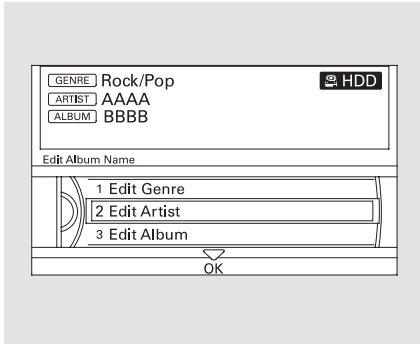 GENRE Rock/Pop HDD
ARTIST AAAA
ALBUM BBBB
Edit Album Name
1 Edit Genre
2 Edit Artist
3 Edit Album
OK